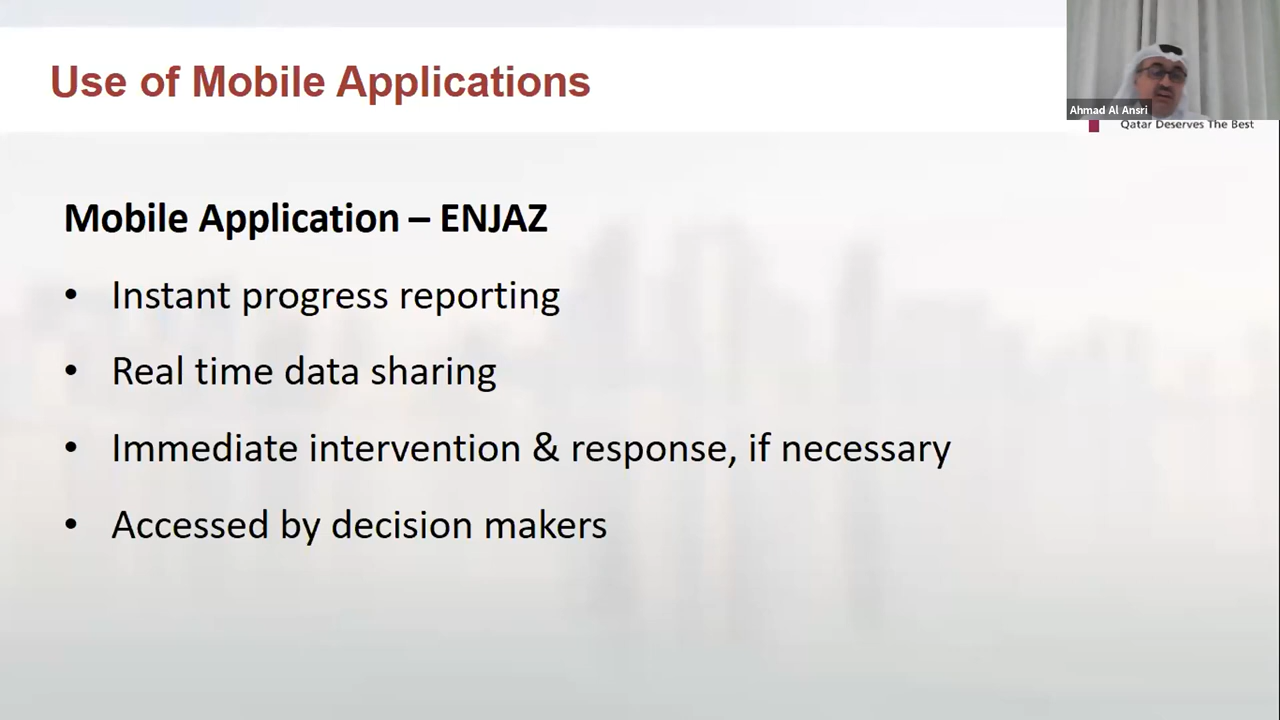 Use of Mobile Applications
Ahmad Al Ansri
Qatar Deserves The Best
Mobile Application – ENJAZ
• Instant progress reporting
• Real time data sharing
• Immediate intervention & response, if necessary
• Accessed by decision makers